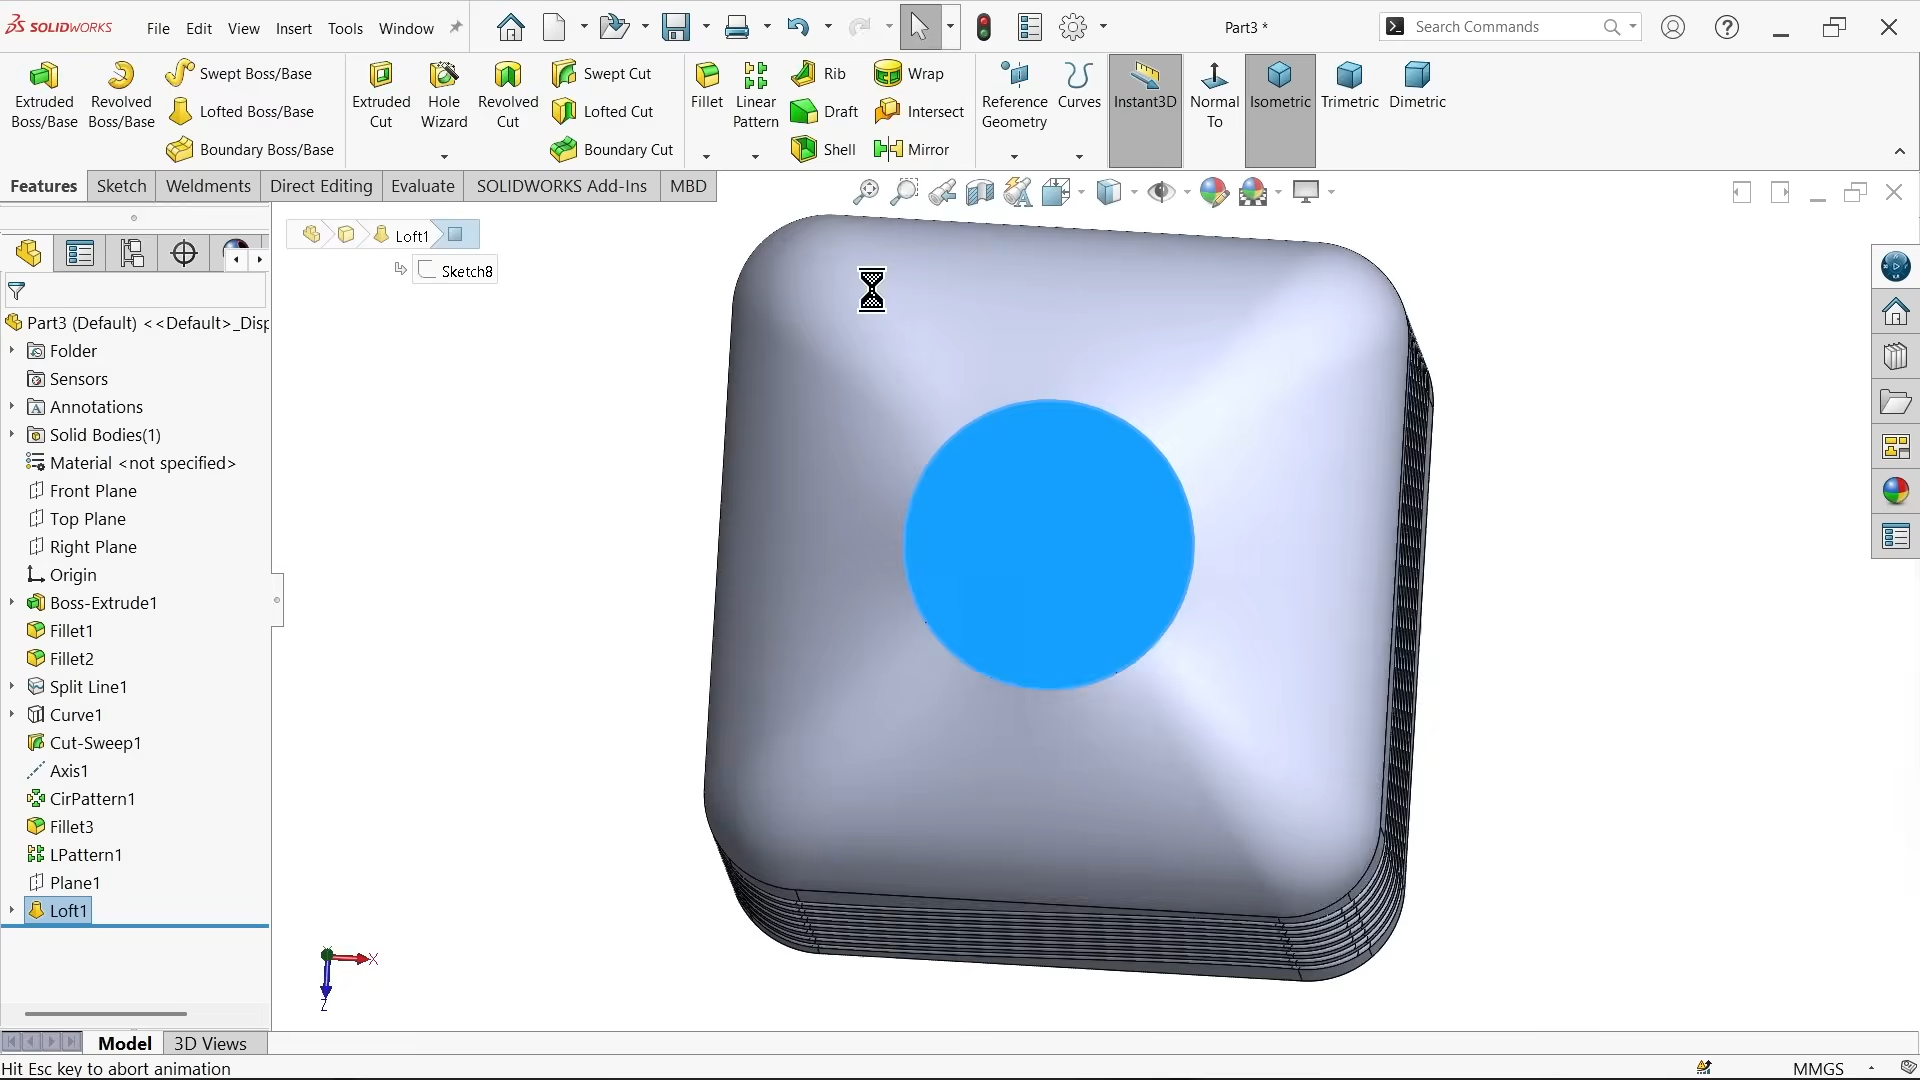 SOLIDWORKS File Edit View Insert Tools Window Part3 * Search Commands
Extruded Boss/Base
Revolved Boss/Base
Swept Boss/Base
Lofted Boss/Base
Boundary Boss/Base
Extruded Cut
Hole Wizard
Revolved Cut
Swept Cut
Lofted Cut
Boundary Cut
Fillet
Linear Pattern
Rib
Draft
Shell
Wrap
Intersect
Mirror
Reference Geometry
Curves
Instant3D
Normal To
Isometric
Trimetric
Dimetric
Features Sketch Weldments Direct Editing Evaluate SOLIDWORKS Add-Ins MBD
Loft1
Sketch8
Part3 (Default) <<Default>_Disp
Folder
Sensors
Annotations
Solid Bodies(1)
Material <not specified>
Front Plane
Top Plane
Right Plane
Origin
Boss-Extrude1
Fillet1
Fillet2
Split Line1
Curve1
Cut-Sweep1
Axis1
CirPattern1
Fillet3
LPattern1
Plane1
Loft1
X
Z
Model 3D Views
Hit Esc key to abort animation MMGS